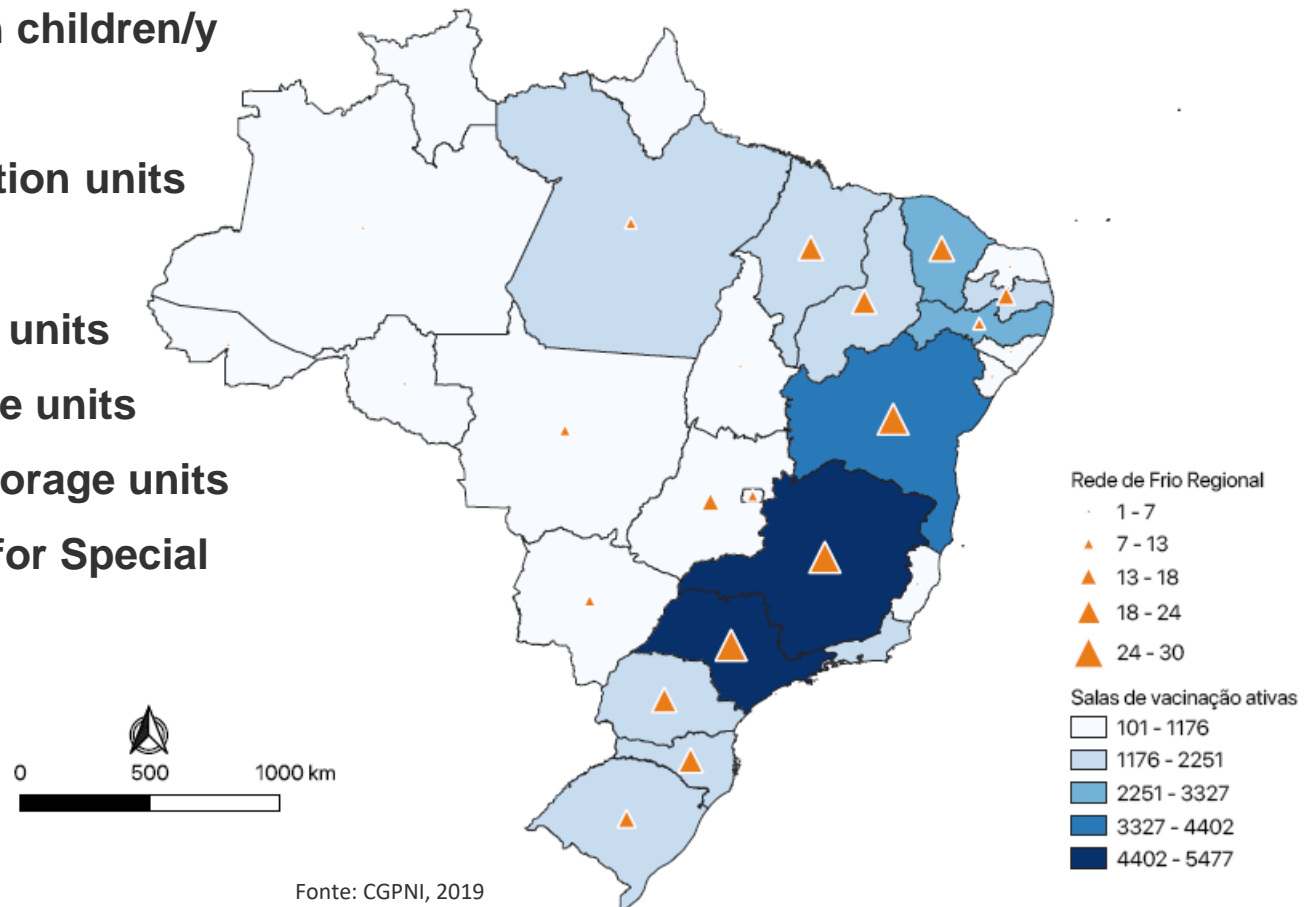 children/y
tion units
units
e units
orage units
for Special
Rede de Frio Regional
1 - 7
7 - 13
13 - 18
18 - 24
24 - 30
Salas de vacinação ativas
101 - 1176
1176 - 2251
2251 - 3327
3327 - 4402
4402 - 5477
0 500 1000 km
Fonte: CGPNI, 2019